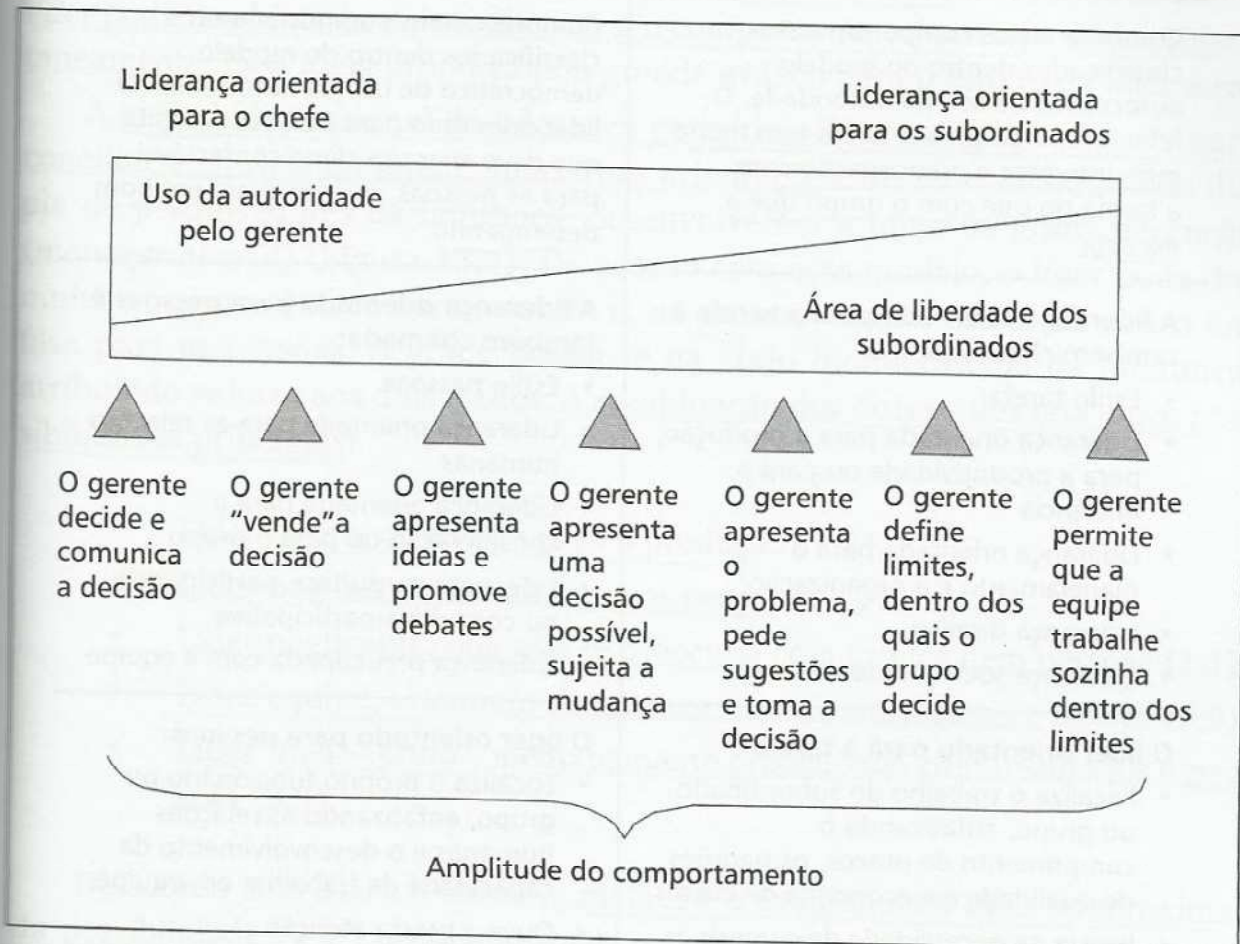 Liderança orientada
para o chefe
Liderança orientada
para os subordinados
Uso da autoridade
pelo gerente
Área de liberdade dos
subordinados
O gerente
decide e
comunica
a decisão
O gerente
"vende" a
decisão
O gerente
apresenta
ideias e
promove
debates
O gerente
apresenta
uma
decisão
possível,
sujeita a
mudança
O gerente
apresenta
o
problema,
pede
sugestões
e toma a
decisão
O gerente
define
limites,
dentro dos
quais o
grupo
decide
O gerente
permite
que a
equipe
trabalhe
sozinha
dentro dos
limites
Amplitude do comportamento